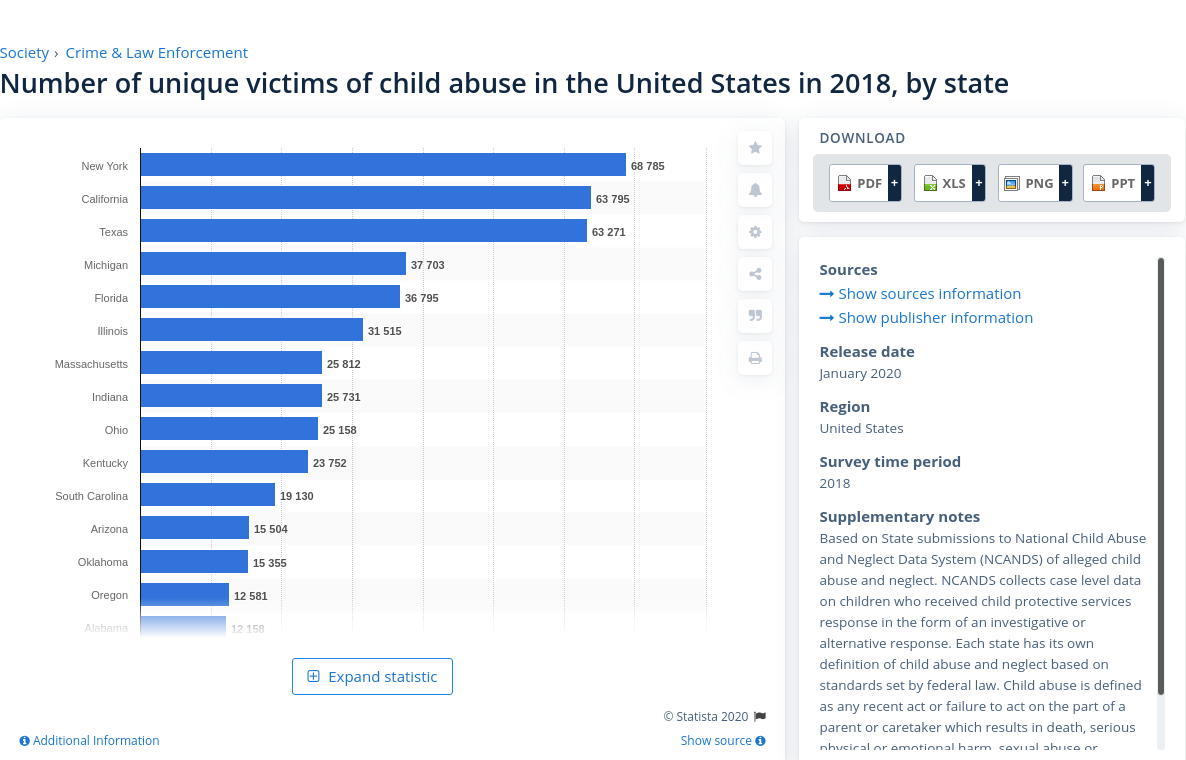 Society › Crime & Law Enforcement
Number of unique victims of child abuse in the United States in 2018, by state
New York 68 785
California 63 795
Texas 63 271
Michigan 37 703
Florida 36 795
Illinois 31 515
Massachusetts 25 812
Indiana 25 731
Ohio 25 158
Kentucky 23 752
South Carolina 19 130
Arizona 15 504
Oklahoma 15 355
Oregon 12 581
Alabama 12 158
Expand statistic
© Statista 2020
Additional Information
Show source
DOWNLOAD
PDF + XLS + PNG + PPT +
Sources
Show sources information
Show publisher information
Release date
January 2020
Region
United States
Survey time period
2018
Supplementary notes
Based on State submissions to National Child Abuse
and Neglect Data System (NCANDS) of alleged child
abuse and neglect. NCANDS collects case level data
on children who received child protective services
response in the form of an investigative or
alternative response. Each state has its own
definition of child abuse and neglect based on
standards set by federal law. Child abuse is defined
as any recent act or failure to act on the part of a
parent or caretaker which results in death, serious
physical or emotional harm, sexual abuse or